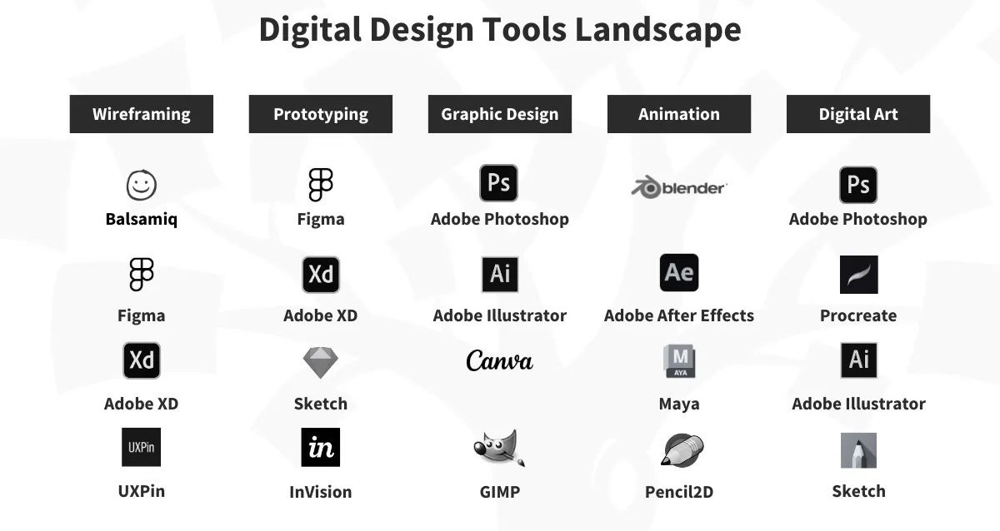 Digital Design Tools Landscape
Wireframing
Prototyping
Graphic Design
Animation
Digital Art
Balsamiq
Figma
Ps
Adobe Photoshop
blender
Ps
Adobe Photoshop
Figma
Xd
Adobe XD
Ai
Adobe Illustrator
Ae
Adobe After Effects
Procreate
Xd
Adobe XD
Sketch
Canva
M
AYA
Maya
Ai
Adobe Illustrator
UXPin
UXPin
in
InVision
GIMP
Pencil2D
Sketch